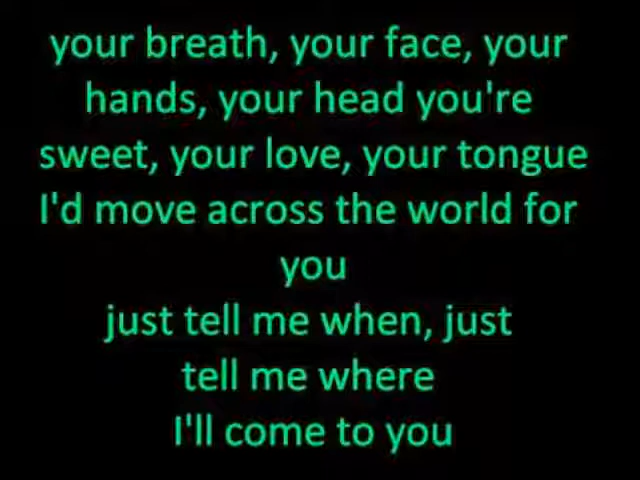 your breath, your face, your
hands, your head you're
sweet, your love, your tongue
I'd move across the world for
you
just tell me when, just
tell me where
I'll come to you